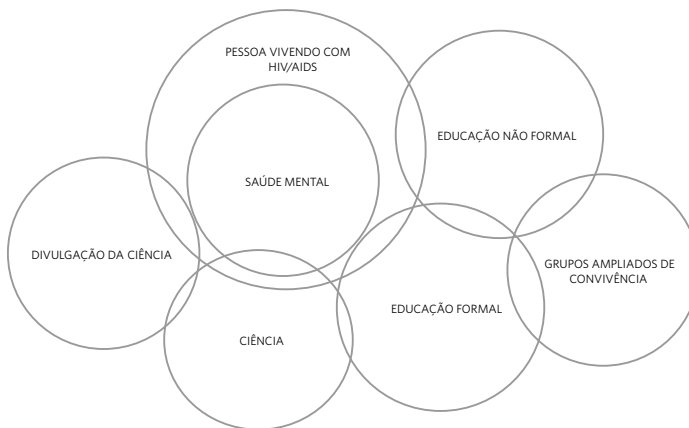 PESSOA VIVENDO COM
HIV/AIDS
EDUCAÇÃO NÃO FORMAL
SAÚDE MENTAL
DIVULGAÇÃO DA CIÊNCIA
GRUPOS AMPLIADOS DE
CONVIVÊNCIA
EDUCAÇÃO FORMAL
CIÊNCIA